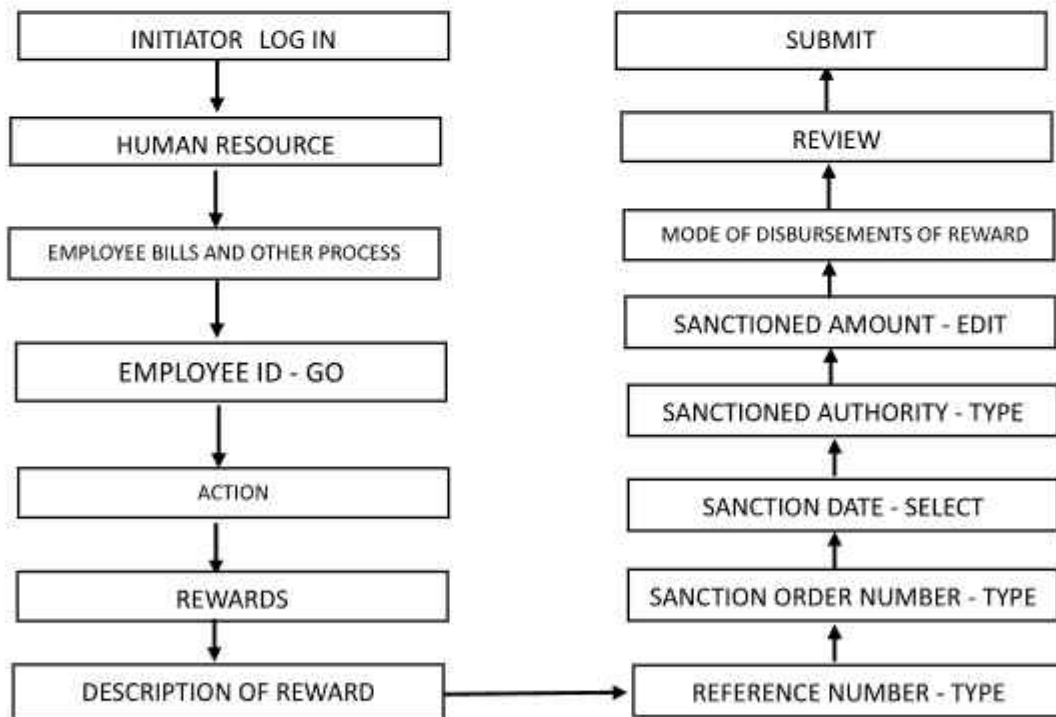 INITIATOR LOG IN
HUMAN RESOURCE
EMPLOYEE BILLS AND OTHER PROCESS
EMPLOYEE ID - GO
ACTION
REWARDS
DESCRIPTION OF REWARD
REFERENCE NUMBER - TYPE
SANCTION ORDER NUMBER - TYPE
SANCTION DATE - SELECT
SANCTIONED AUTHORITY - TYPE
SANCTIONED AMOUNT - EDIT
MODE OF DISBURSEMENTS OF REWARD
REVIEW
SUBMIT